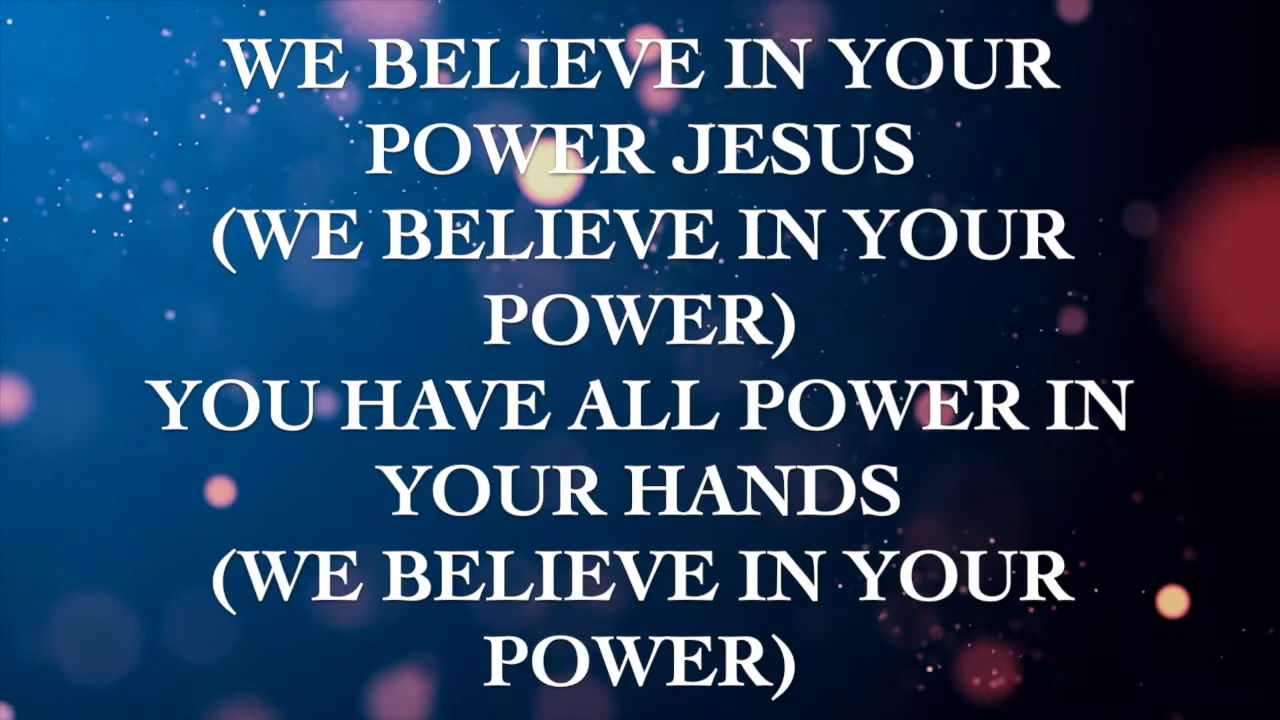 WE BELIEVE IN YOUR
POWER JESUS
(WE BELIEVE IN YOUR
POWER)
YOU HAVE ALL POWER IN
YOUR HANDS
(WE BELIEVE IN YOUR
POWER)